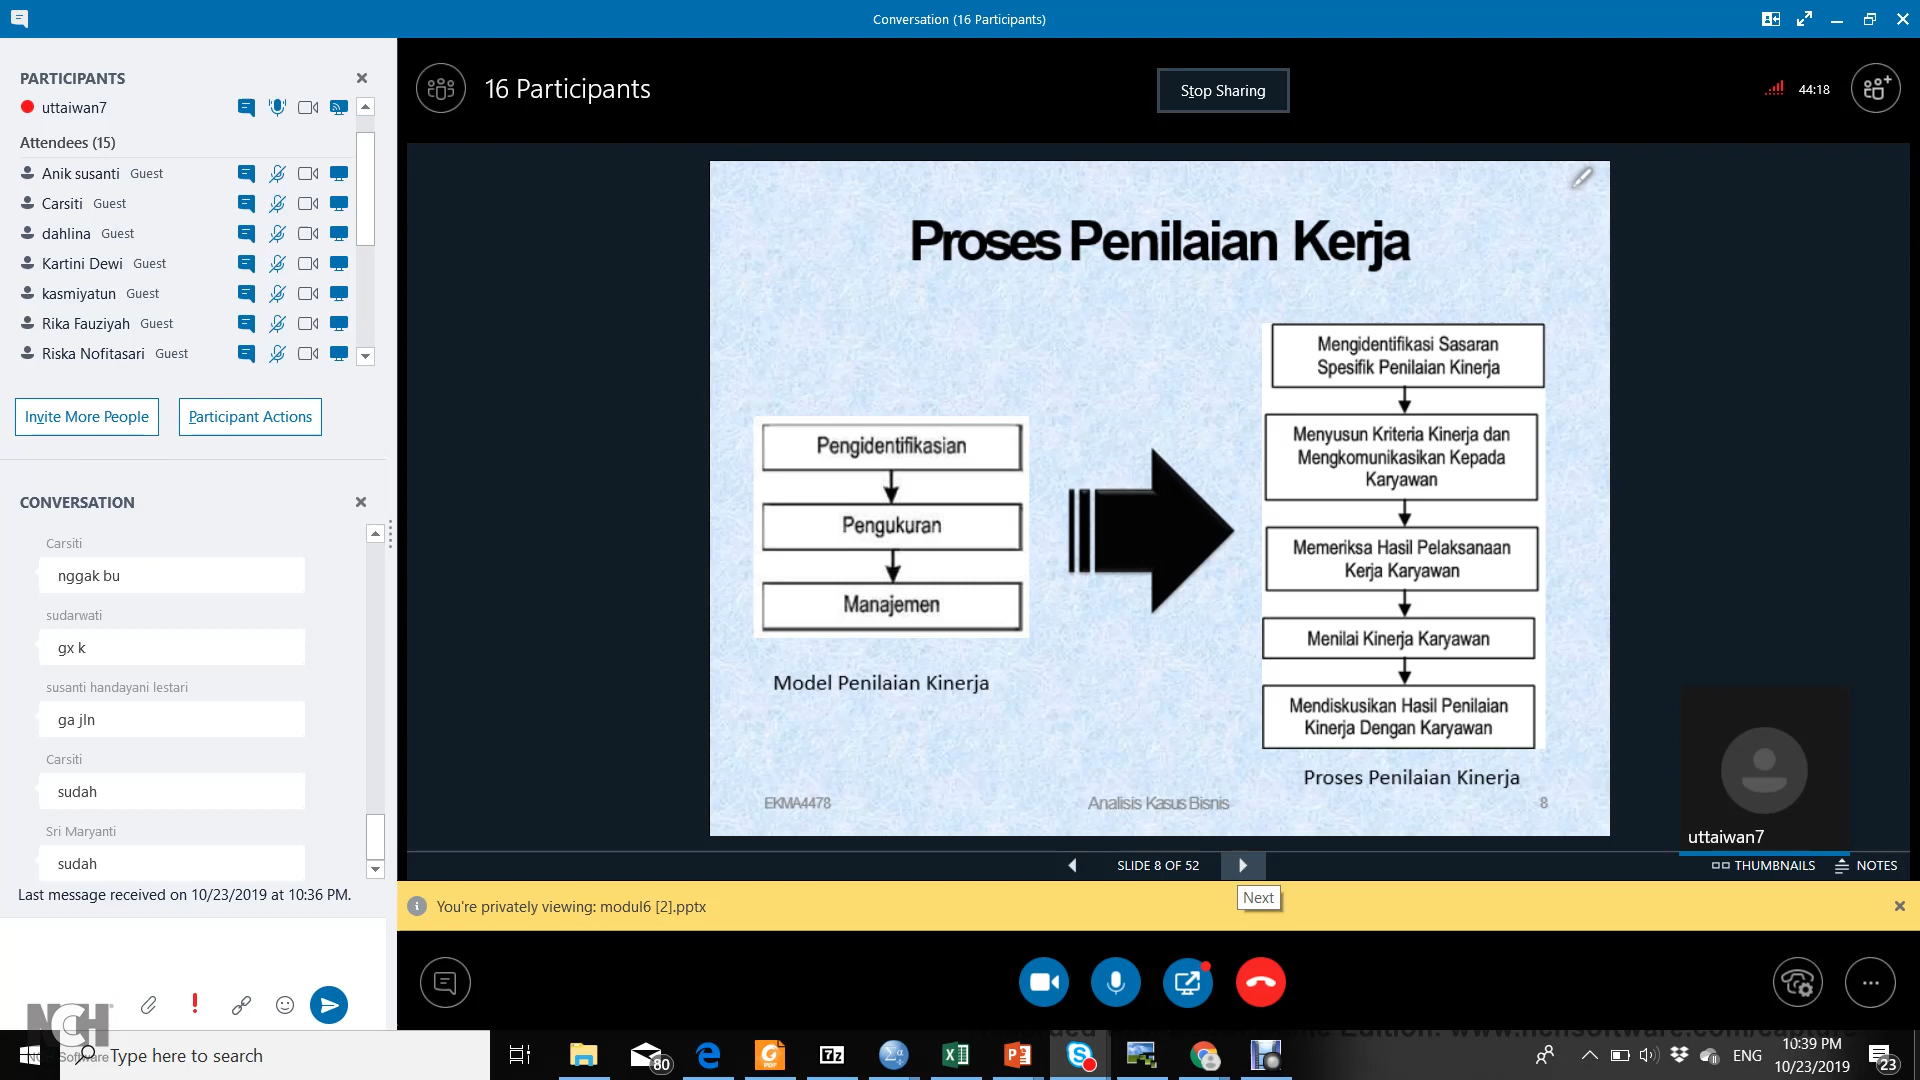 Conversation (16 Participants)
PARTICIPANTS
uttaiwan7
Attendees (15)
Anik susanti Guest
Carsiti Guest
dahlina Guest
Kartini Dewi Guest
kasmiyatun Guest
Rika Fauziyah Guest
Riska Nofitasari Guest
Invite More People
Participant Actions
CONVERSATION
Carsiti
nggak bu
sudarwati
gx k
susanti handayani lestari
ga jln
Carsiti
sudah
Sri Maryanti
sudah
Last message received on 10/23/2019 at 10:36 PM.
16 Participants
Stop Sharing
44:18
Proses Penilaian Kerja
Pengidentifikasian
Pengukuran
Manajemen
Model Penilaian Kinerja
Mengidentifikasi Sasaran
Spesifik Penilaian Kinerja
Menyusun Kriteria Kinerja dan
Mengkomunikasikan Kepada
Karyawan
Memeriksa Hasil Pelaksanaan
Kerja Karyawan
Menilai Kinerja Karyawan
Mendiskusikan Hasil Penilaian
Kinerja Dengan Karyawan
Proses Penilaian Kinerja
EKMA4478
Analisis Kasus Bisnis
8
uttaiwan7
SLIDE 8 OF 52
THUMBNAILS
NOTES
Next
You're privately viewing: modul6 [2].pptx
NCH
NCH Software
Type here to search
80
PDF
7z
Σα
ENG
10:39 PM
10/23/2019
23